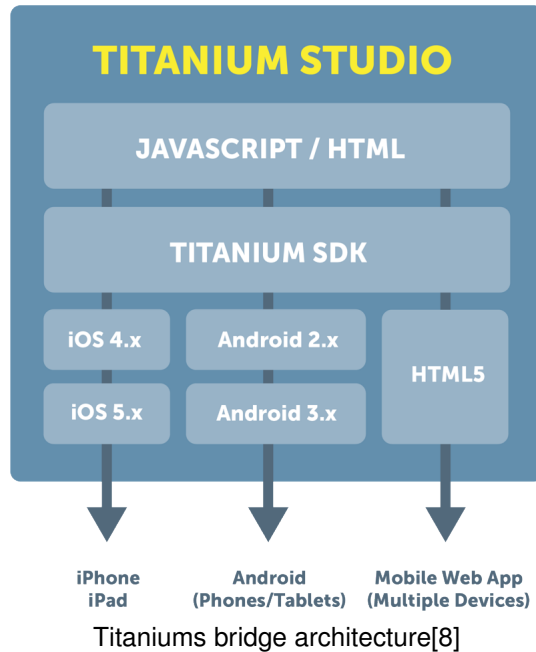 TITANIUM STUDIO
JAVASCRIPT / HTML
TITANIUM SDK
iOS 4.x
Android 2.x
HTML5
iOS 5.x
Android 3.x
iPhone
iPad
Android
(Phones/Tablets)
Mobile Web App
(Multiple Devices)
Titaniums bridge architecture[8]